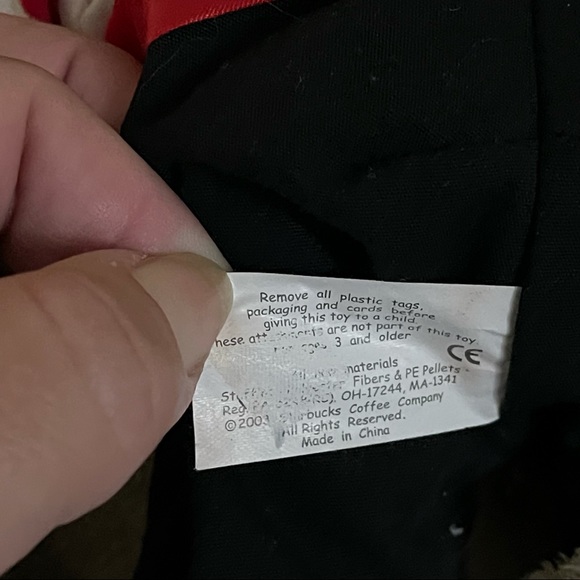 Remove all plastic tags,
packaging and cards before
giving this toy to a child.
are not part of this toy.
3 and older
CE
materials
Fibers & PE Pellets
OH-17244, MA-1341
©2003 Starbucks Coffee Company
All Rights Reserved.
Made in China